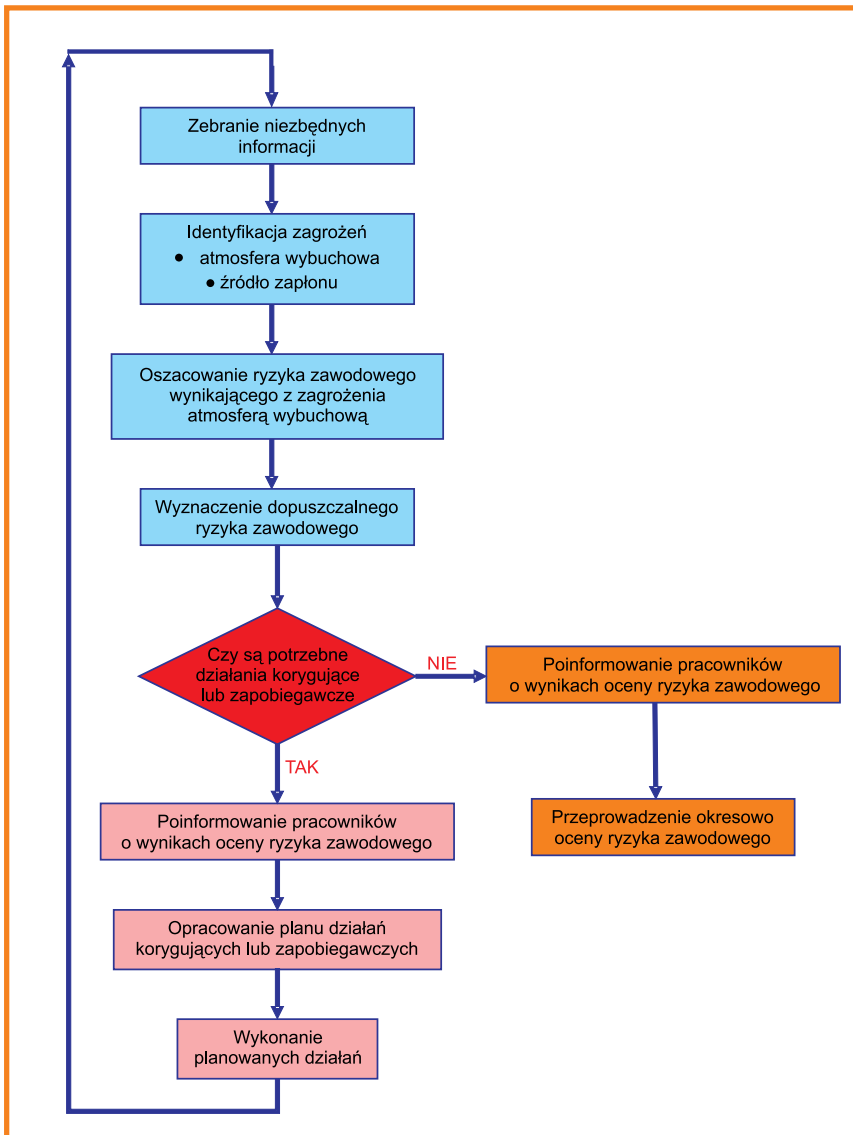 Zebranie niezbędnych
informacji
Identyfikacja zagrożeń
● atmosfera wybuchowa
● źródło zapłonu
Oszacowanie ryzyka zawodowego
wynikającego z zagrożenia
atmosferą wybuchową
Wyznaczenie dopuszczalnego
ryzyka zawodowego
Czy są potrzebne
działania korygujące
lub zapobiegawcze
NIE
Poinformowanie pracowników
o wynikach oceny ryzyka zawodowego
Przeprowadzenie okresowo
oceny ryzyka zawodowego
TAK
Poinformowanie pracowników
o wynikach oceny ryzyka zawodowego
Opracowanie planu działań
korygujących lub zapobiegawczych
Wykonanie
planowanych działań